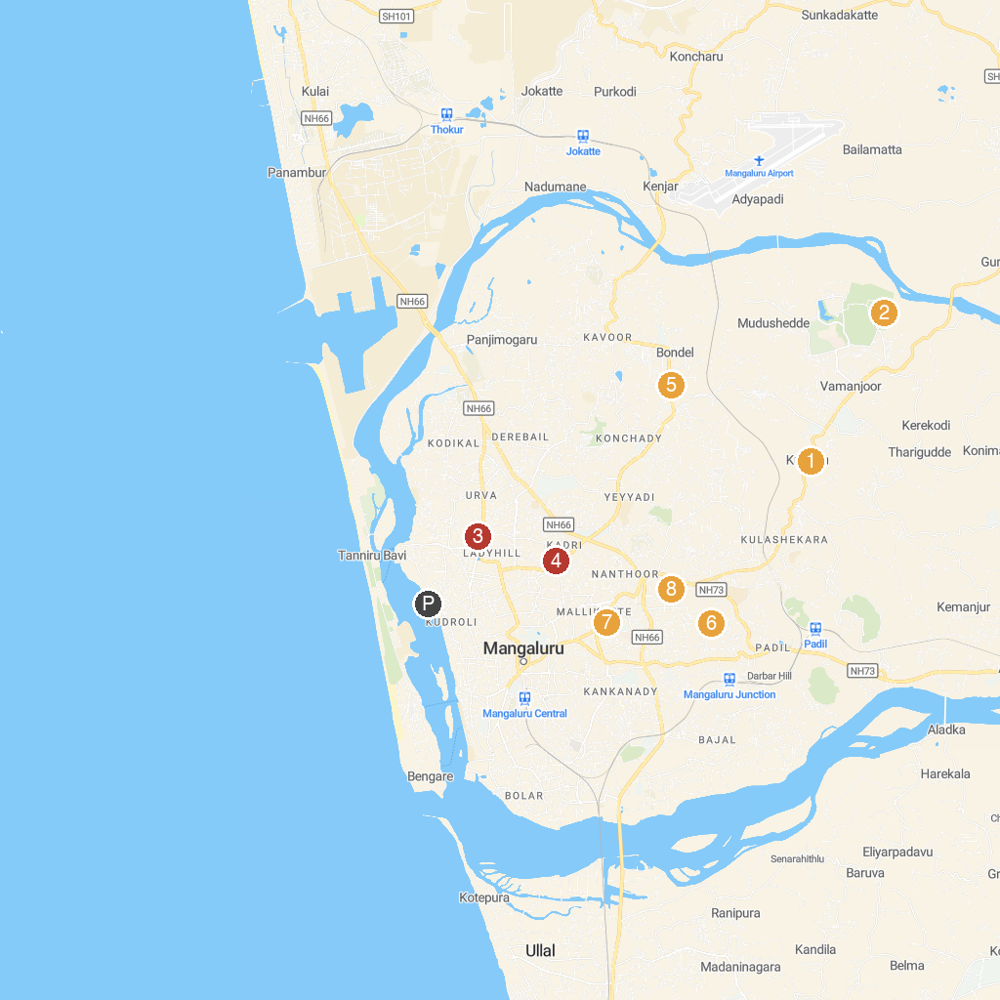 SH101
Sunkadakatte
Koncharu
SH
Kulai
Jokatte
Purkodi
NH66
Thokur
Jokatte
Bailamatta
Panambur
Mangaluru Airport
Nadumane
Kenjar
Adyapadi
NH66
2
Mudushedde
Panjimogaru
KAVOOR
Bondel
5
Vamanjoor
NH66
Kerekodi
DEREBAIL
KONCHADY
KODIKAL
Tharigudde
1
URVA
YEYYADI
NH66
3
KADRI
KULASHEKARA
LADYHILL
Tanniru Bavi
4
NANTHOOR
8
NH73
P
Kemanjur
MALLIK
7
6
KUDROLI
NH66
Padil
Mangaluru
PADIL
NH73
Darbar Hill
KANKANADY
Mangaluru Junction
Mangaluru Central
Aladka
BAJAL
Bengare
Harekala
BOLAR
Eliyarpadavu
Senarahithlu
Baruva
Kotepura
Ranipura
Ullal
Kandila
Madaninagara
Belma